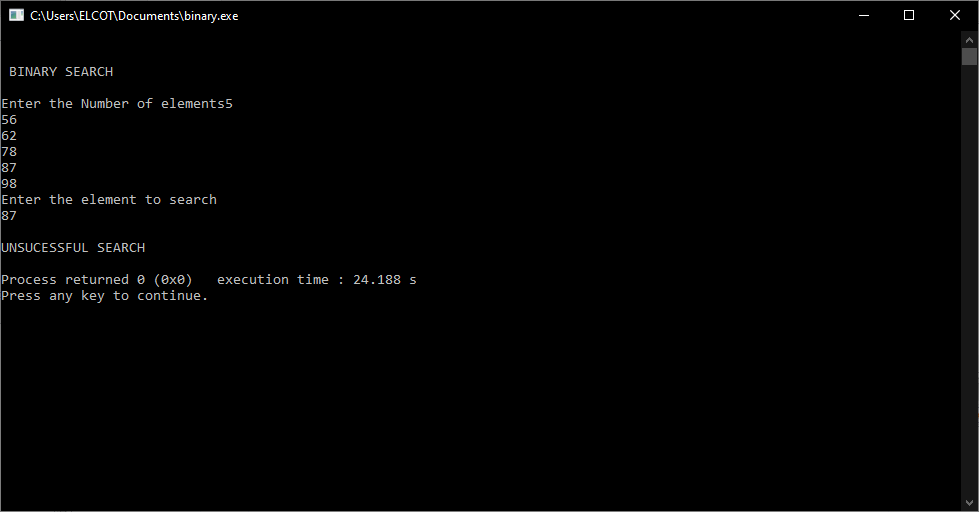 C:\Users\ELCOT\Documents\binary.exe
BINARY SEARCH
Enter the Number of elements5
56
62
78
87
98
Enter the element to search
87
UNSUCESSFUL SEARCH
Process returned 0 (0x0)   execution time : 24.188 s
Press any key to continue.